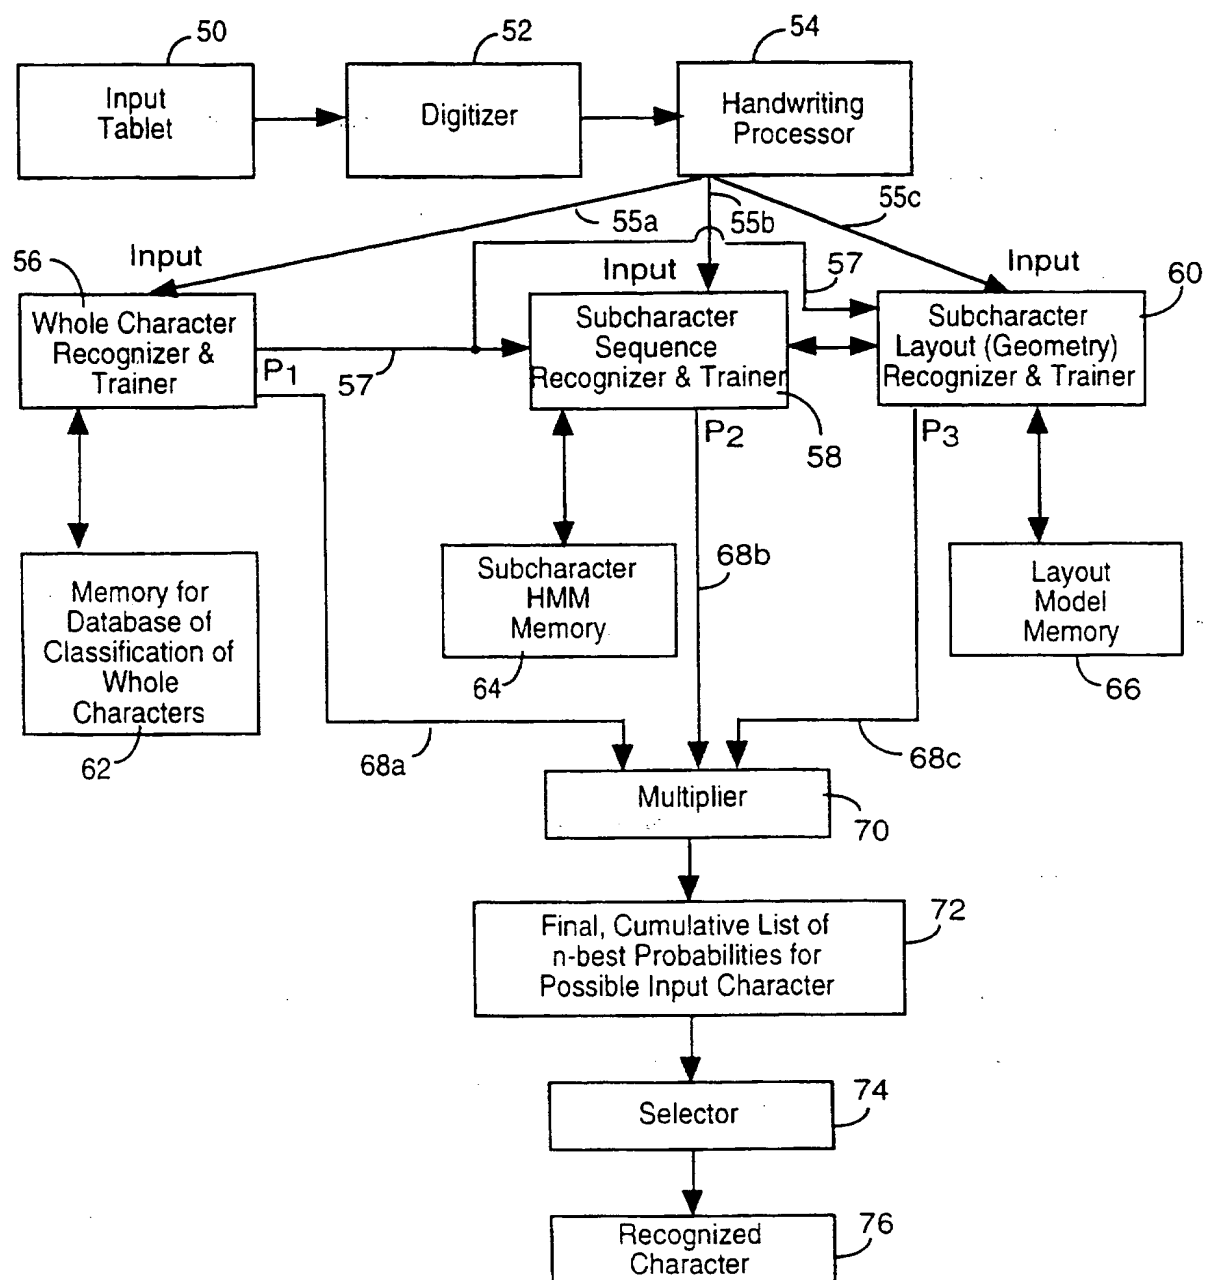 50
52
54
Input
Tablet
Digitizer
Handwriting
Processor
55a
55b
55c
56
Input
Input
57
Input
60
Whole Character
Recognizer &
Trainer
P1
57
Subcharacter
Sequence
Recognizer & Trainer
58
Subcharacter
Layout (Geometry)
Recognizer & Trainer
P2
P3
Memory for
Database of
Classification of
Whole
Characters
62
Subcharacter
HMM
Memory
64
68b
Layout
Model
Memory
66
68a
68c
Multiplier
70
Final, Cumulative List of
n-best Probabilities for
Possible Input Character
72
Selector
74
Recognized
Character
76